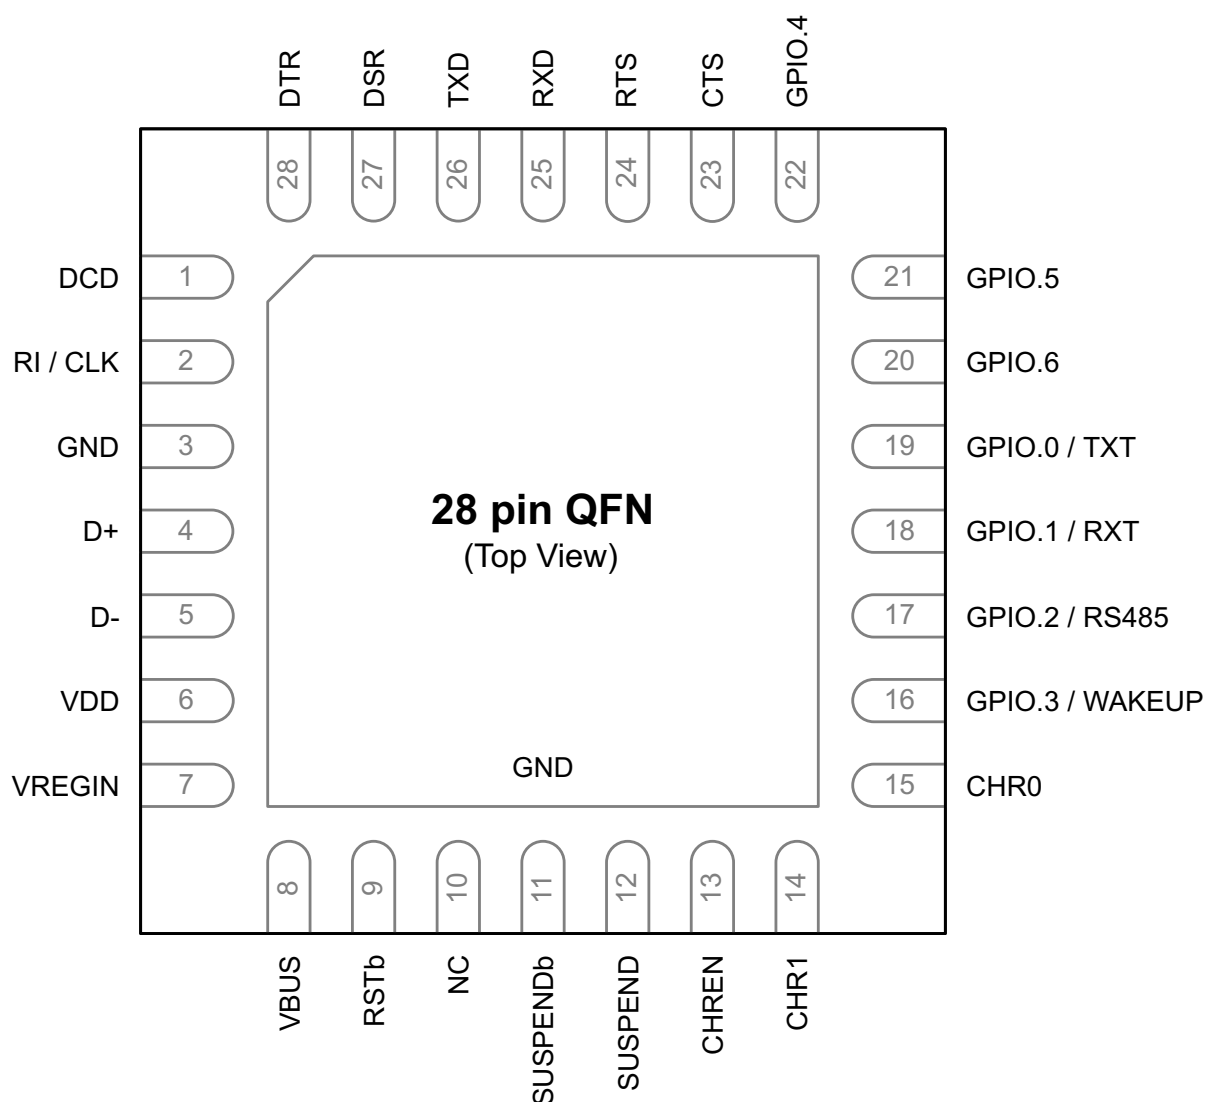 DTR
DSR
TXD
RXD
RTS
CTS
GPIO.4
28
27
26
25
24
23
22
DCD
1
21
GPIO.5
RI / CLK
2
20
GPIO.6
GND
3
19
GPIO.0 / TXT
D+
4
18
GPIO.1 / RXT
28 pin QFN
(Top View)
D-
5
17
GPIO.2 / RS485
VDD
6
16
GPIO.3 / WAKEUP
GND
VREGIN
7
15
CHR0
8
9
10
11
12
13
14
VBUS
RSTb
NC
SUSPENDb
SUSPEND
CHREN
CHR1